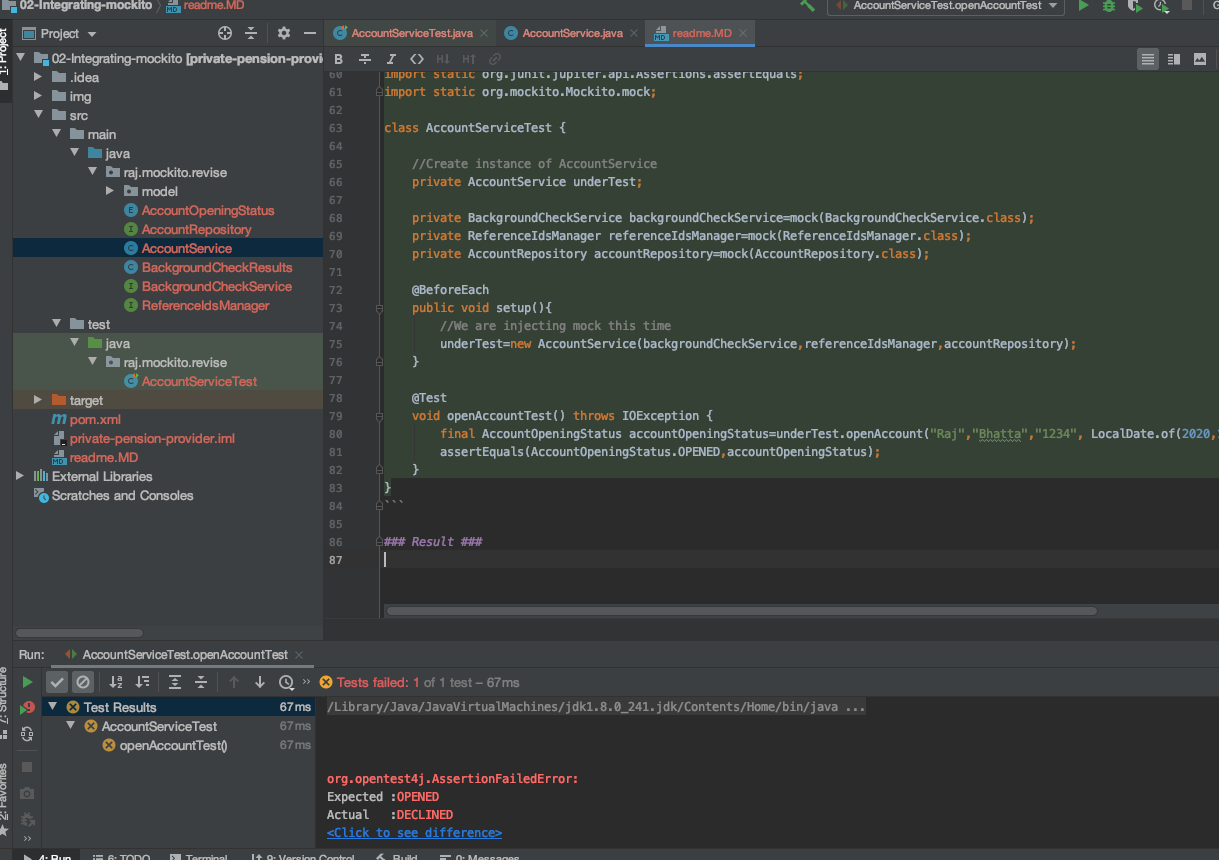 02-Integrating-mockito readme.MD AccountServiceTest.openAccountTest
Project AccountServiceTest.java AccountService.java readme.MD
1: Project
02-Integrating-mockito [private-pension-provi
.idea
img
src
main
java
raj.mockito.revise
model
AccountOpeningStatus
AccountRepository
AccountService
BackgroundCheckResults
BackgroundCheckService
ReferenceIdsManager
test
java
raj.mockito.revise
AccountServiceTest
target
pom.xml
private-pension-provider.iml
readme.MD
External Libraries
Scratches and Consoles
B I <> H↓ H↑
60 import static org.junit.jupiter.api.Assertions.assertEquals;
61 import static org.mockito.Mockito.mock;
62
63 class AccountServiceTest {
64
65 //Create instance of AccountService
66 private AccountService underTest;
67
68 private BackgroundCheckService backgroundCheckService=mock(BackgroundCheckService.class);
69 private ReferenceIdsManager referenceIdsManager=mock(ReferenceIdsManager.class);
70 private AccountRepository accountRepository=mock(AccountRepository.class);
71
72 @BeforeEach
73 public void setup(){
74 //We are injecting mock this time
75 underTest=new AccountService(backgroundCheckService,referenceIdsManager,accountRepository);
76 }
77
78 @Test
79 void openAccountTest() throws IOException {
80 final AccountOpeningStatus accountOpeningStatus=underTest.openAccount("Raj","Bhatta","1234", LocalDate.of(2020,
81 assertEquals(AccountOpeningStatus.OPENED,accountOpeningStatus);
82 }
83 }
84 ```
85
86 ### Result ###
87
Run: AccountServiceTest.openAccountTest
Tests failed: 1 of 1 test – 67ms
Test Results 67 ms
AccountServiceTest 67 ms
openAccountTest() 67 ms
/Library/Java/JavaVirtualMachines/jdk1.8.0_241.jdk/Contents/Home/bin/java ...
org.opentest4j.AssertionFailedError:
Expected :OPENED
Actual :DECLINED
<Click to see difference>
7: Structure
2: Favorites
4: Run 6: TODO Terminal 9: Version Control Build 0: Messages